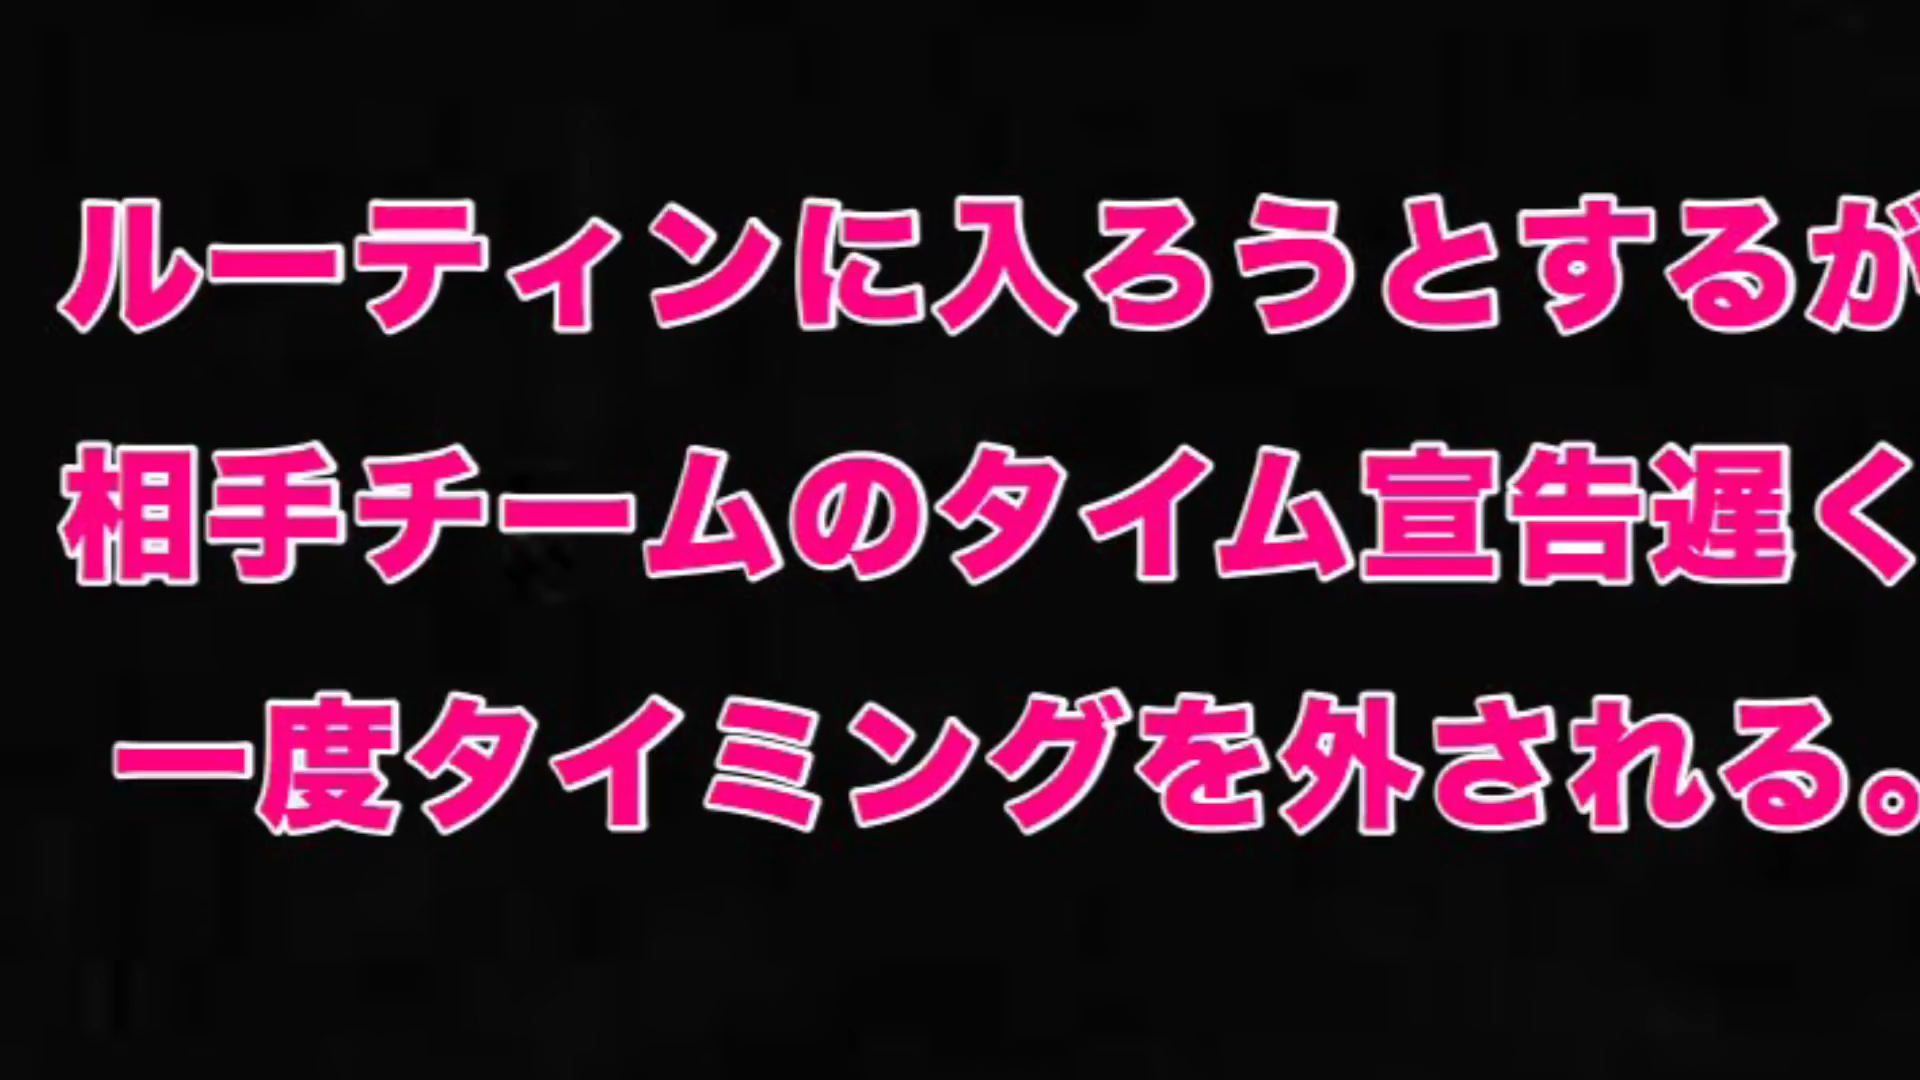 ルーティンに入ろうとするが
相手チームのタイム宣告遅く
一度タイミングを外される。